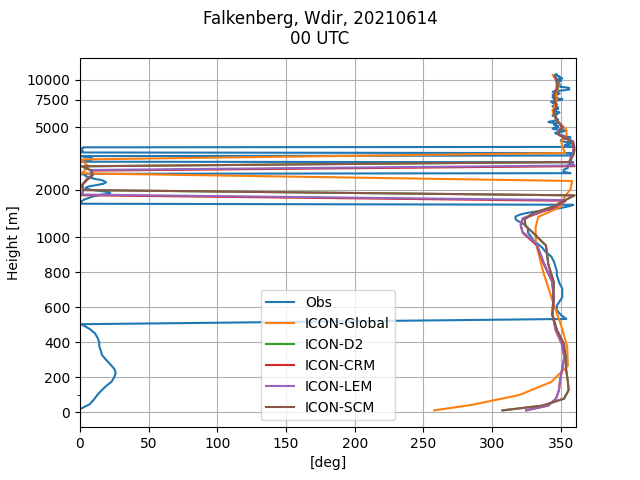 Falkenberg, Wdir, 20210614
00 UTC
Height [m]
10000
7500
5000
2000
1000
800
600
400
200
0
0 50 100 150 200 250 300 350
[deg]
Obs
ICON-Global
ICON-D2
ICON-CRM
ICON-LEM
ICON-SCM